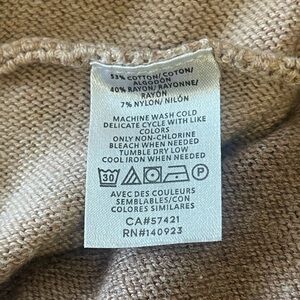 53% COTTON/ COTON/
ALGODÓN
40% RAYON/ RAYONNE/
RAYÓN
7% NYLON/ NILÓN
MACHINE WASH COLD
DELICATE CYCLE WITH LIKE
COLORS
ONLY NON-CHLORINE
BLEACH WHEN NEEDED
TUMBLE DRY LOW
COOL IRON WHEN NEEDED
30 P
AVEC DES COULEURS
SEMBLABLES/CON
COLORES SIMILARES
CA#57421
RN#140923